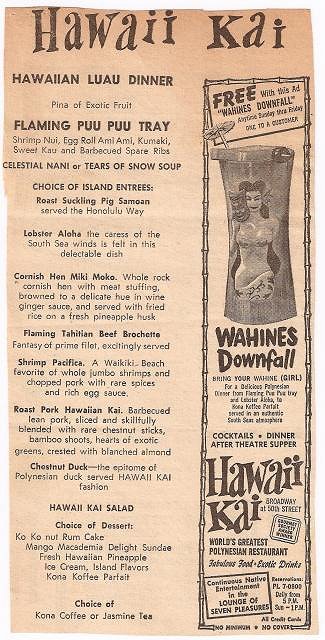 Hawaii Kai
HAWAIIAN LUAU DINNER
Pina of Exotic Fruit
FLAMING PUU PUU TRAY
Shrimp Nui, Egg Roll Ami Ami, Kumaki,
Sweet Kau and Barbecued Spare Ribs
CELESTIAL NANI or TEARS OF SNOW SOUP
CHOICE OF ISLAND ENTREES:
Roast Suckling Pig Samoan
served the Honolulu Way
Lobster Aloha the caress of the
South Sea winds is felt in this
delectable dish
Cornish Hen Miki Moko. Whole rock
cornish hen with meat stuffing,
browned to a delicate hue in wine
ginger sauce, and served with fried
rice on a fresh pineapple husk
Flaming Tahitian Beef Brochette
Fantasy of prime filet, excitingly served
Shrimp Pacifica. A Waikiki Beach
favorite of whole jumbo shrimps and
chopped pork with rare spices
and rich egg sauce.
Roast Pork Hawaiian Kai. Barbecued
lean pork, sliced and skillfully
blended with rare chestnut sticks,
bamboo shoots, hearts of exotic
greens, crested with blanched almond
Chestnut Duck—the epitome of
Polynesian duck served HAWAII KAI
fashion
HAWAII KAI SALAD
Choice of Dessert:
Ko Ko nut Rum Cake
Mango Macademia Delight Sundae
Fresh Hawaiian Pineapple
Ice Cream, Island Flavors
Kona Koffee Parfait
Choice of
Kona Coffee or Jasmine Tea
FREE With this Ad
"WAHINES DOWNFALL"
Anytime Sunday thru Friday
ONE TO A CUSTOMER
WAHINES
Downfall
BRING YOUR WAHINE (GIRL)
For a Delicious Polynesian
Dinner from Flaming Puu Puu tray
and Lobster Aloha, to
Kona Koffee Parfait
served in an authentic
South Seas atmosphere
COCKTAILS • DINNER
AFTER THEATRE SUPPER
Hawaii
Kai
BROADWAY
at 50th STREET
WORLD'S GREATEST
POLYNESIAN RESTAURANT
Fabulous Food • Exotic Drinks
Continuous Native
Entertainment
in the
LOUNGE OF
SEVEN PLEASURES
Reservations:
PL 7-0800
Daily from
5 P.M.
Sun – 1 P.M.
All Credit Cards
NO MINIMUM • NO COVER